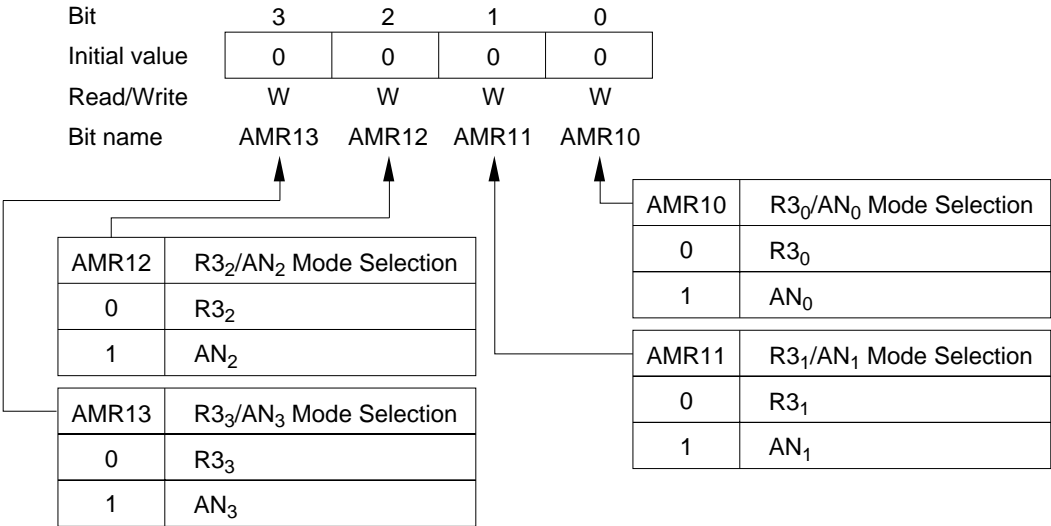 Bit 3 2 1 0
Initial value 0 0 0 0
Read/Write W W W W
Bit name AMR13 AMR12 AMR11 AMR10
AMR12 R3₂/AN₂ Mode Selection
0 R3₂
1 AN₂
AMR13 R3₃/AN₃ Mode Selection
0 R3₃
1 AN₃
AMR10 R3₀/AN₀ Mode Selection
0 R3₀
1 AN₀
AMR11 R3₁/AN₁ Mode Selection
0 R3₁
1 AN₁